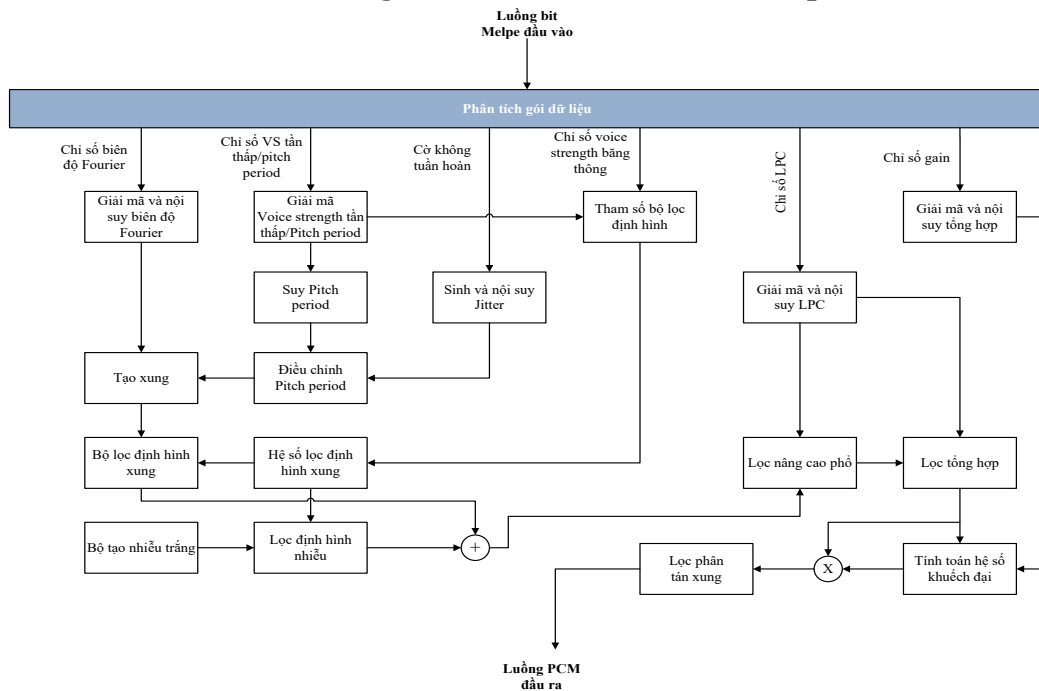 Luồng bit
Melpe đầu vào
Phân tích gói dữ liệu
Chỉ số biên
độ Fourier
Chỉ số VS tần
thấp/pitch
period
Cờ không
tuần hoàn
Chỉ số voice
strength băng
thông
Chỉ số LPC
Chỉ số gain
Giải mã và nội
suy biên độ
Fourier
Giải mã
Voice strength tần
thấp/Pitch period
Tham số bộ lọc
định hình
Giải mã và nội
suy tổng hợp
Suy Pitch
period
Sinh và nội suy
Jitter
Giải mã và nội
suy LPC
Tạo xung
Điều chỉnh
Pitch period
Bộ lọc định hình
xung
Hệ số lọc định
hình xung
Lọc nâng cao phổ
Lọc tổng hợp
Bộ tạo nhiễu trắng
Lọc định hình
nhiễu
+
Lọc phân
tán xung
X
Tính toán hệ số
khuếch đại
Luồng PCM
đầu ra